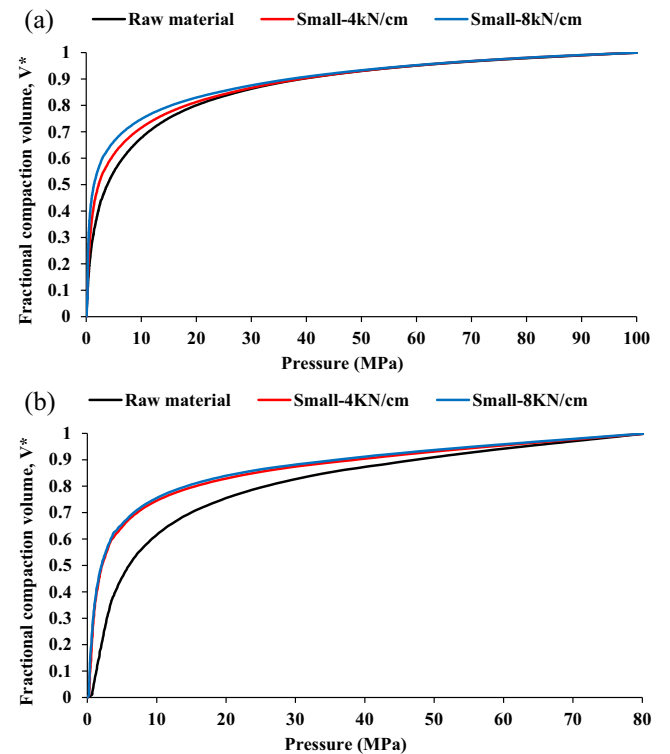 (a)
Raw material Small-4kN/cm Small-8kN/cm
Fractional compaction volume, V*
1
0.9
0.8
0.7
0.6
0.5
0.4
0.3
0.2
0.1
0
0 10 20 30 40 50 60 70 80 90 100
Pressure (MPa)
(b)
Raw material Small-4KN/cm Small-8KN/cm
Fractional compaction volume, V*
1
0.9
0.8
0.7
0.6
0.5
0.4
0.3
0.2
0.1
0
0 10 20 30 40 50 60 70 80
Pressure (MPa)